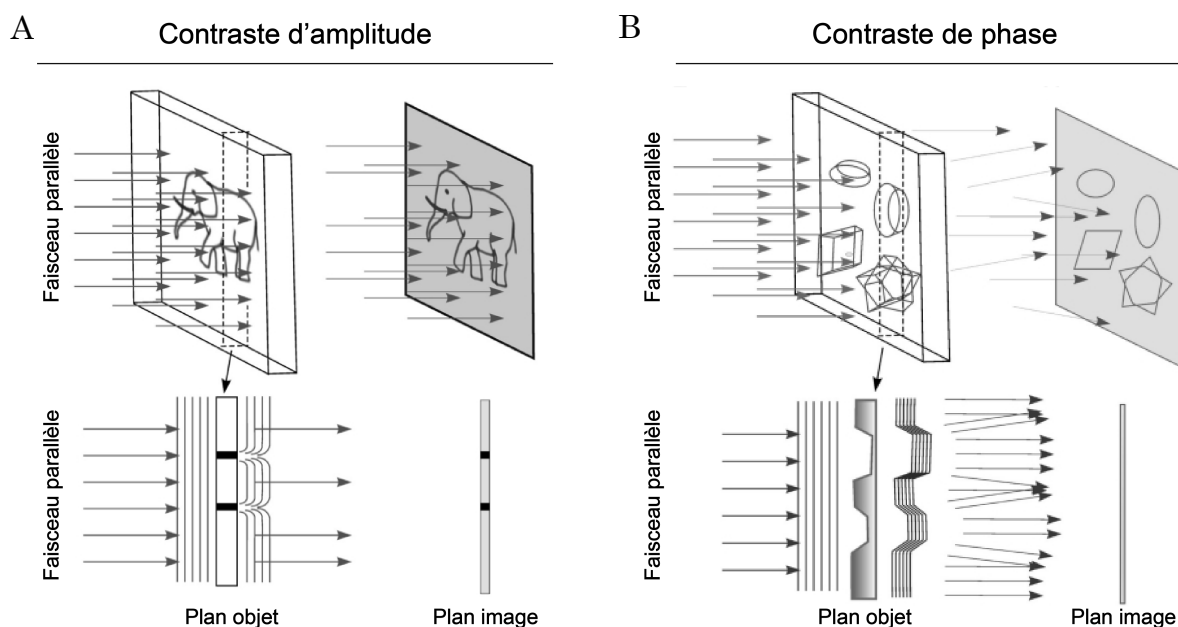 A
Contraste d'amplitude
Faisceau parallèle
Faisceau parallèle
Plan objet
Plan image
B
Contraste de phase
Faisceau parallèle
Faisceau parallèle
Plan objet
Plan image